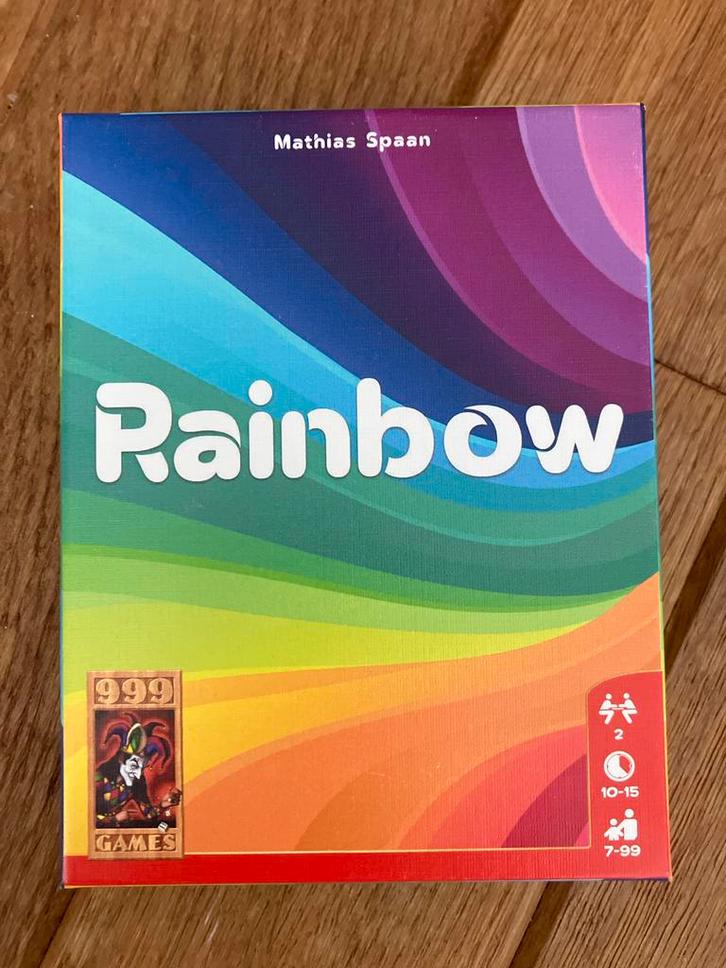 Mathias Spaan
Rainbow
999
GAMES
2
10-15
7-99